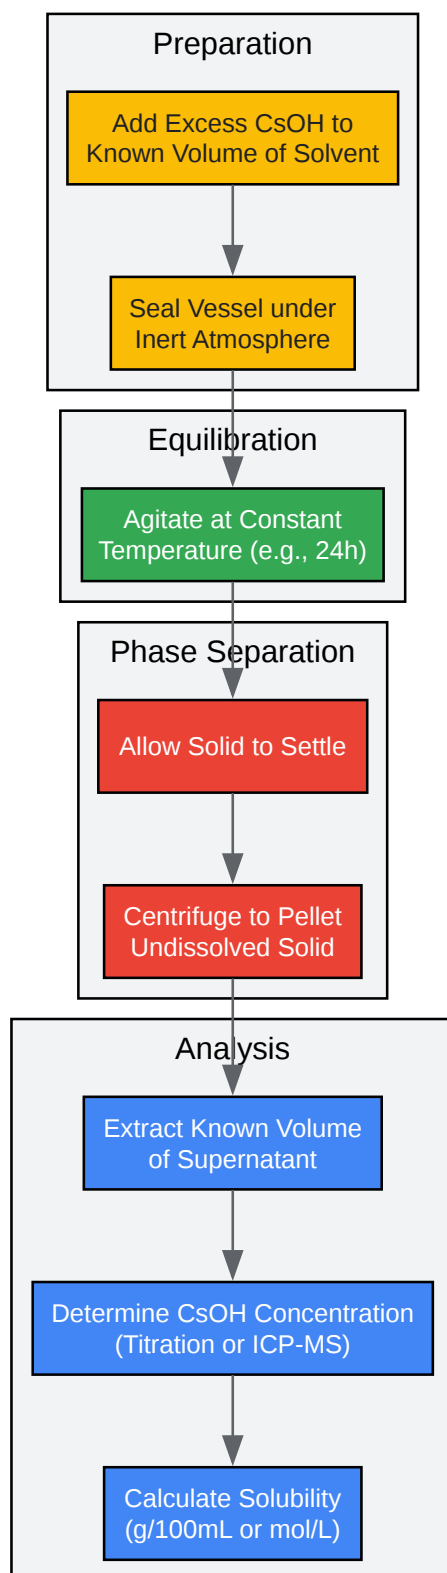 Preparation
Add Excess CsOH to
Known Volume of Solvent
Seal Vessel under
Inert Atmosphere
Equilibration
Agitate at Constant
Temperature (e.g., 24h)
Phase Separation
Allow Solid to Settle
Centrifuge to Pellet
Undissolved Solid
Analysis
Extract Known Volume
of Supernatant
Determine CsOH Concentration
(Titration or ICP-MS)
Calculate Solubility
(g/100mL or mol/L)